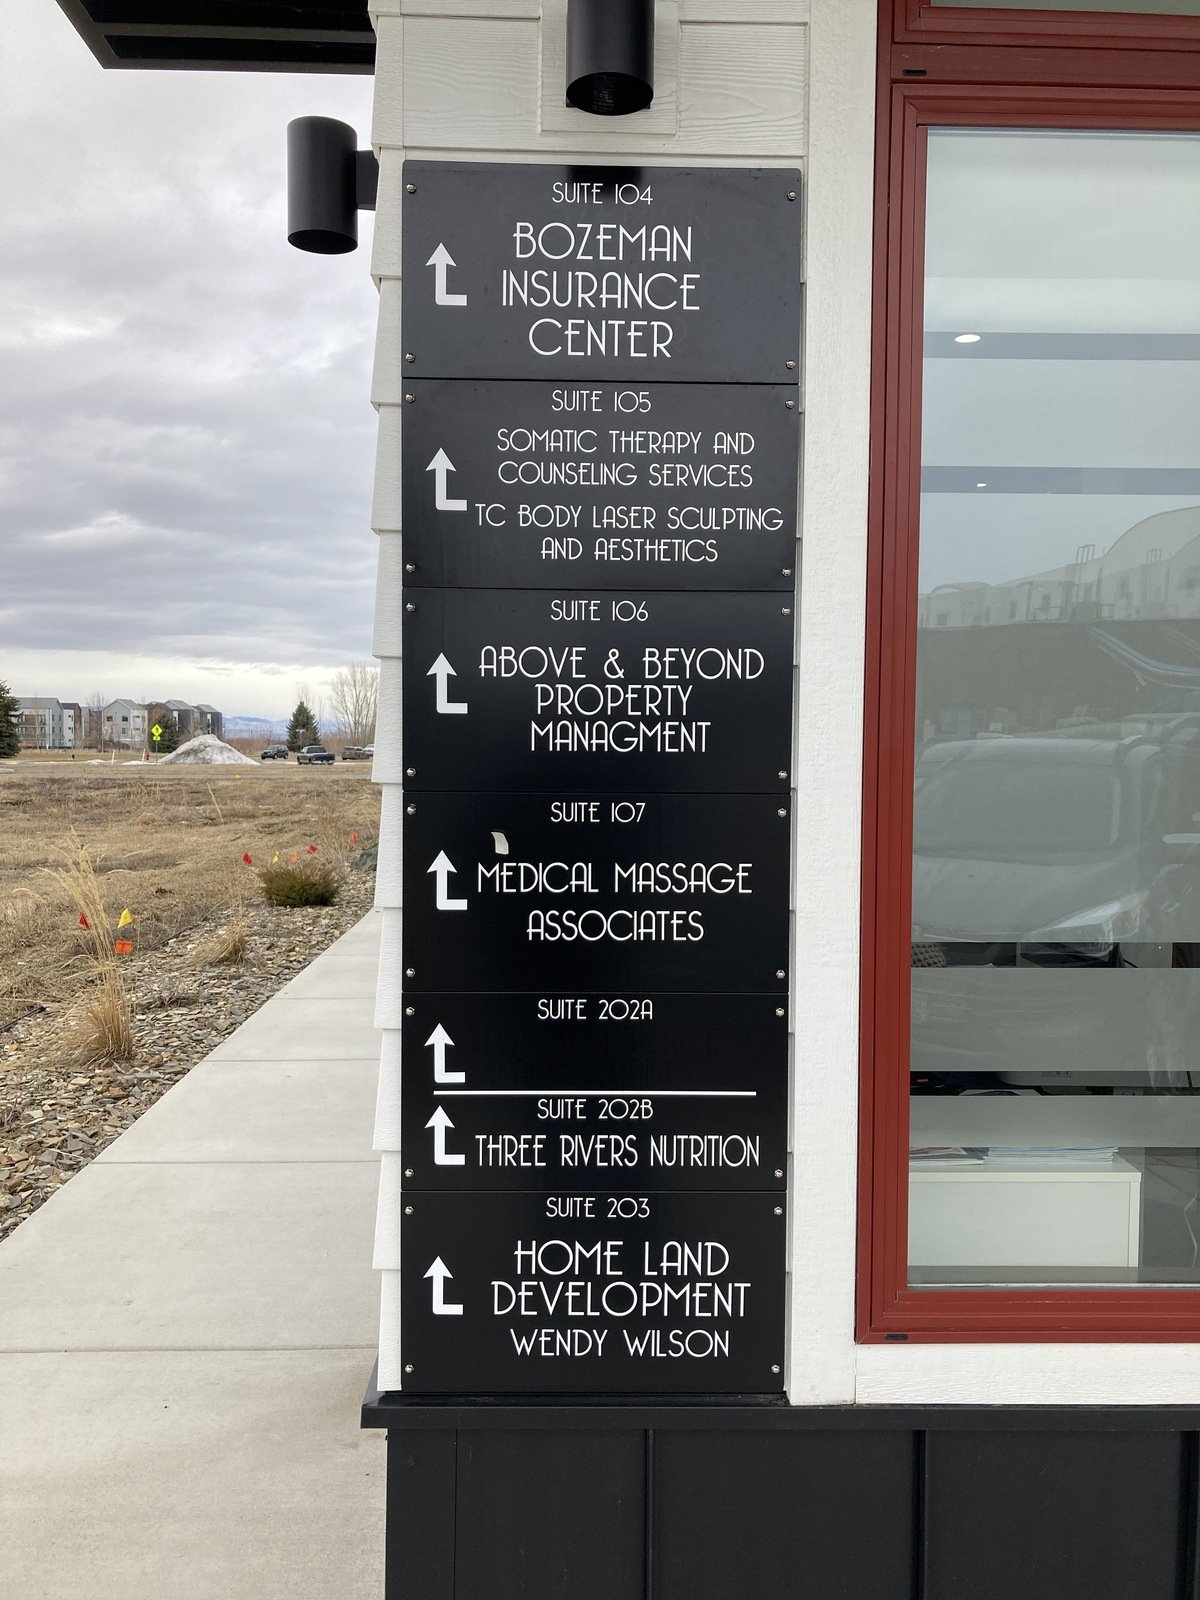 SUITE 104
BOZEMAN
INSURANCE
CENTER
SUITE 105
SOMATIC THERAPY AND
COUNSELING SERVICES
TC BODY LASER SCULPTING
AND AESTHETICS
SUITE 106
ABOVE & BEYOND
PROPERTY
MANAGMENT
SUITE 107
MEDICAL MASSAGE
ASSOCIATES
SUITE 202A
SUITE 202B
THREE RIVERS NUTRITION
SUITE 203
HOME LAND
DEVELOPMENT
WENDY WILSON